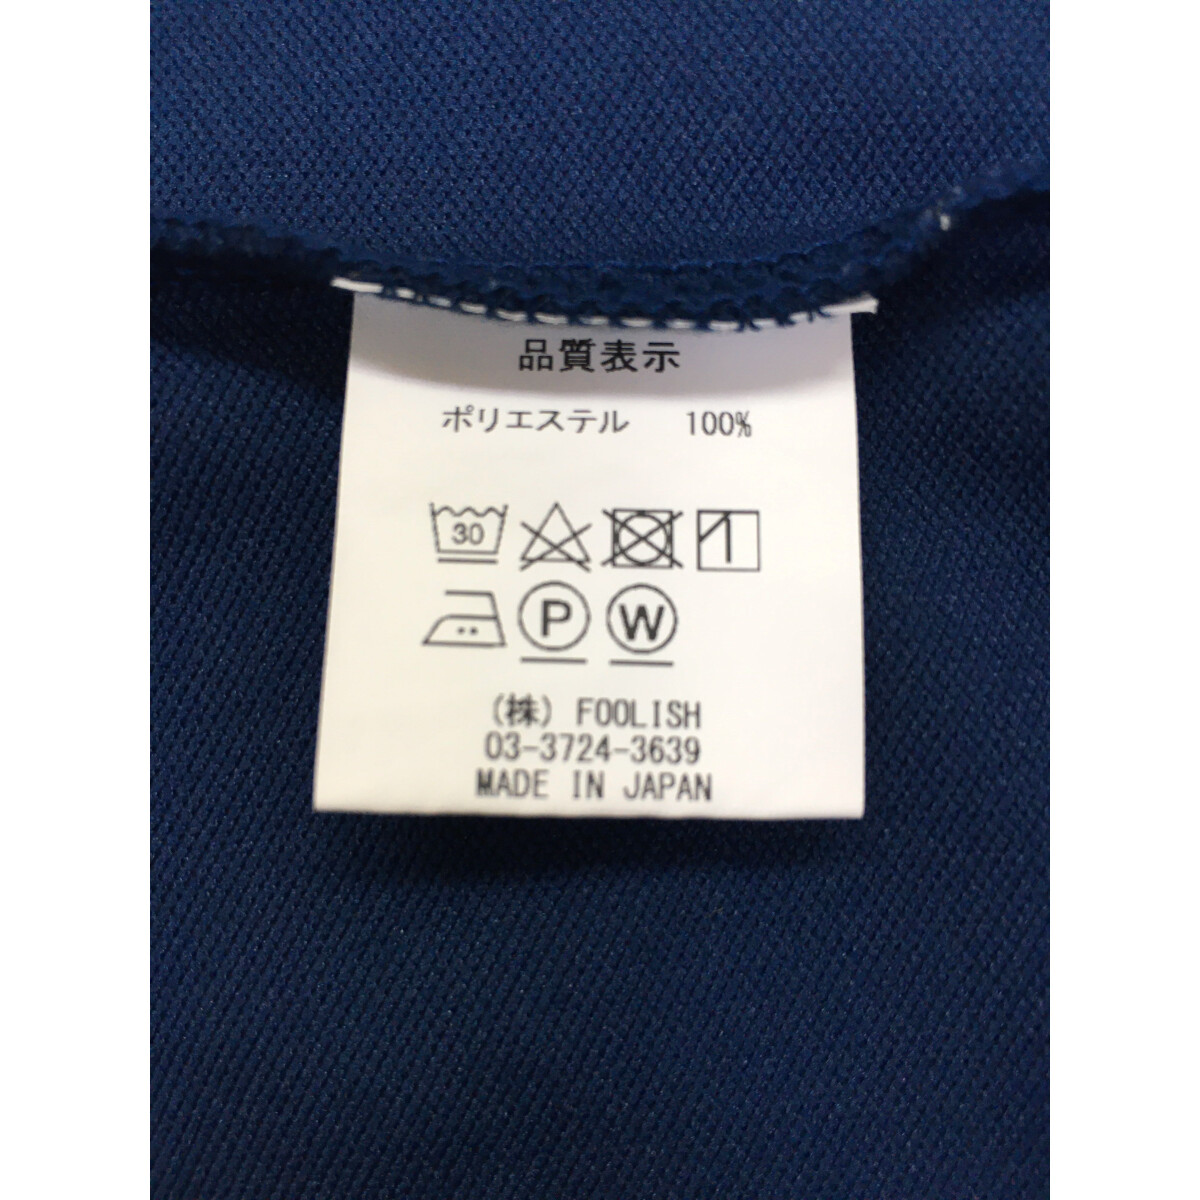 品質表示
ポリエステル 100%
30
P W
(株) FOOLISH
03-3724-3639
MADE IN JAPAN